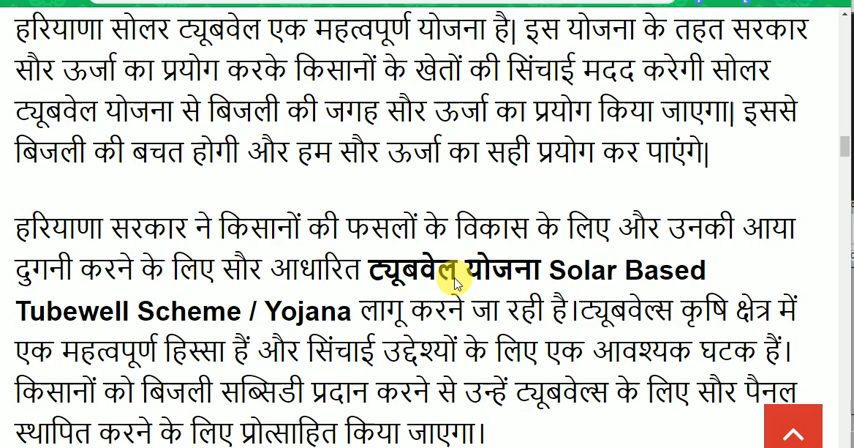 हरियाणा सोलर ट्यूबवेल एक महत्वपूर्ण योजना है| इस योजना के तहत सरकार
सौर ऊर्जा का प्रयोग करके किसानों के खेतों की सिंचाई मदद करेगी सोलर
ट्यूबवेल योजना से बिजली की जगह सौर ऊर्जा का प्रयोग किया जाएगा| इससे
बिजली की बचत होगी और हम सौर ऊर्जा का सही प्रयोग कर पाएंगे|
हरियाणा सरकार ने किसानों की फसलों के विकास के लिए और उनकी आया
दुगनी करने के लिए सौर आधारित ट्यूबवेल योजना Solar Based
Tubewell Scheme / Yojana लागू करने जा रही है।ट्यूबवेल्स कृषि क्षेत्र में
एक महत्वपूर्ण हिस्सा हैं और सिंचाई उद्देश्यों के लिए एक आवश्यक घटक हैं।
किसानों को बिजली सब्सिडी प्रदान करने से उन्हें ट्यूबवेल्स के लिए सौर पैनल
स्थापित करने के लिए प्रोत्साहित किया जाएगा।